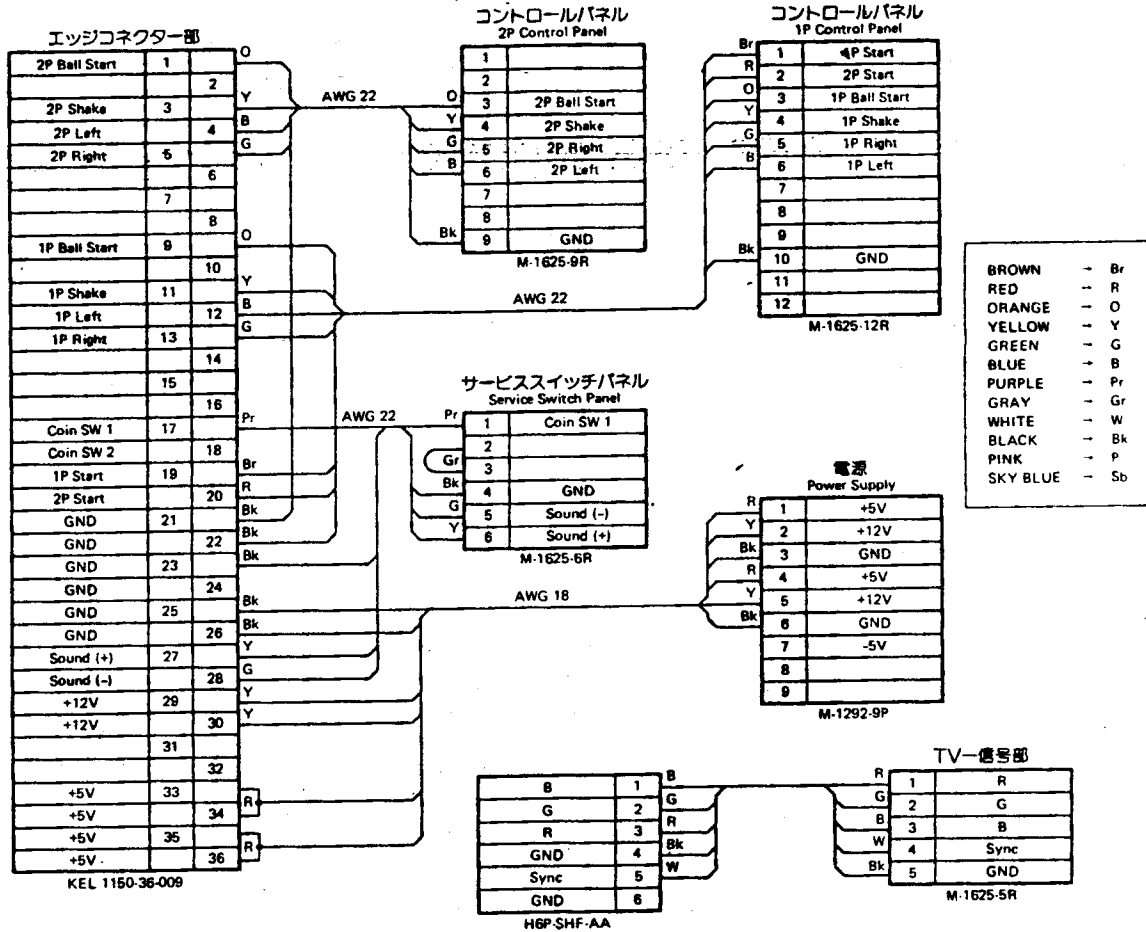 エッジコネクター部
2P Ball Start 1 O
2
2P Shake 3 Y
2P Left 4 B
2P Right 5 G
6
7
8
1P Ball Start 9 O
10
1P Shake 11 Y
1P Left 12 B
1P Right 13 G
14
15
16
Coin SW 1 17 Pr
Coin SW 2 18
1P Start 19 Br
2P Start 20 R
GND 21 Bk
GND 22 Bk
GND 23 Bk
GND 24
GND 25 Bk
GND 26 Bk
Sound (+) 27 Y
Sound (-) 28 G
+12V 29 Y
+12V 30 Y
31
32
+5V 33
+5V 34 R
+5V 35
+5V 36 R
KEL 1150-36-009
AWG 22
コントロールパネル
2P Control Panel
1
2
O 3 2P Ball Start
Y 4 2P Shake
G 5 2P Right
B 6 2P Left
7
8
Bk 9 GND
M-1625-9R
AWG 22
コントロールパネル
1P Control Panel
Br 1 1P Start
R 2 2P Start
O 3 1P Ball Start
Y 4 1P Shake
G 5 1P Right
B 6 1P Left
7
8
9
Bk 10 GND
11
12
M-1625-12R
AWG 22
サービススイッチパネル
Service Switch Panel
Pr 1 Coin SW 1
2
Gr 3
Bk 4 GND
G 5 Sound (-)
Y 6 Sound (+)
M-1625-6R
AWG 18
電源
Power Supply
R 1 +5V
Y 2 +12V
Bk 3 GND
R 4 +5V
Y 5 +12V
Bk 6 GND
7 -5V
8
9
M-1292-9P
BROWN → Br
RED → R
ORANGE → O
YELLOW → Y
GREEN → G
BLUE → B
PURPLE → Pr
GRAY → Gr
WHITE → W
BLACK → Bk
PINK → P
SKY BLUE → Sb
B 1 B
G 2 G
R 3 R
GND 4 Bk
Sync 5 W
GND 6
H6P-SHF-AA
TV一信号部
R 1 R
G 2 G
B 3 B
W 4 Sync
Bk 5 GND
M-1625-5R